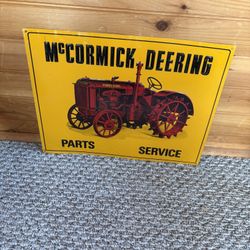 McCORMICK, DEERING
PARTS SERVICE